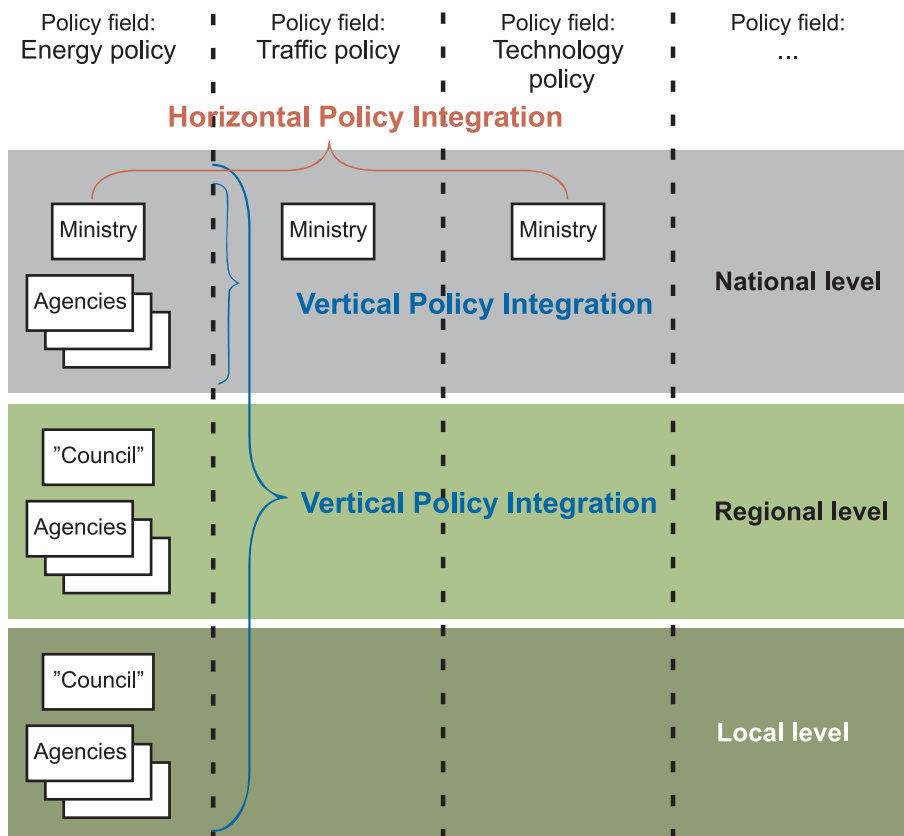 Policy field:
Energy policy
Policy field:
Traffic policy
Policy field:
Technology
policy
Policy field:
...
Horizontal Policy Integration
Ministry
Ministry
Ministry
Agencies
Vertical Policy Integration
National level
”Council”
Agencies
Vertical Policy Integration
Regional level
”Council”
Agencies
Local level